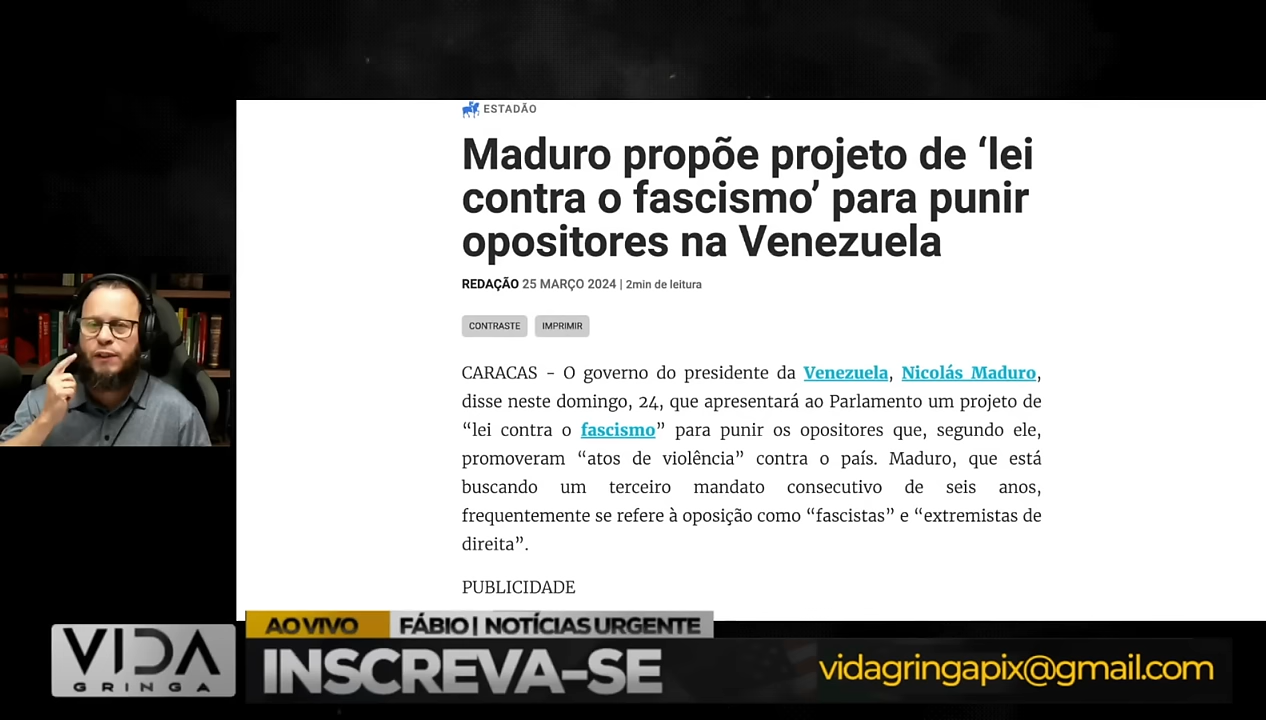 ESTADÃO
Maduro propõe projeto de ‘lei
contra o fascismo’ para punir
opositores na Venezuela
REDAÇÃO 25 MARÇO 2024 | 2min de leitura
CONTRASTE IMPRIMIR
CARACAS - O governo do presidente da Venezuela, Nicolás Maduro,
disse neste domingo, 24, que apresentará ao Parlamento um projeto de
“lei contra o fascismo” para punir os opositores que, segundo ele,
promoveram “atos de violência” contra o país. Maduro, que está
buscando um terceiro mandato consecutivo de seis anos,
frequentemente se refere à oposição como “fascistas” e “extremistas de
direita”.
PUBLICIDADE
AO VIVO FÁBIO | NOTÍCIAS URGENTE
VIDA
GRINGA
INSCREVA-SE
vidagringapix@gmail.com